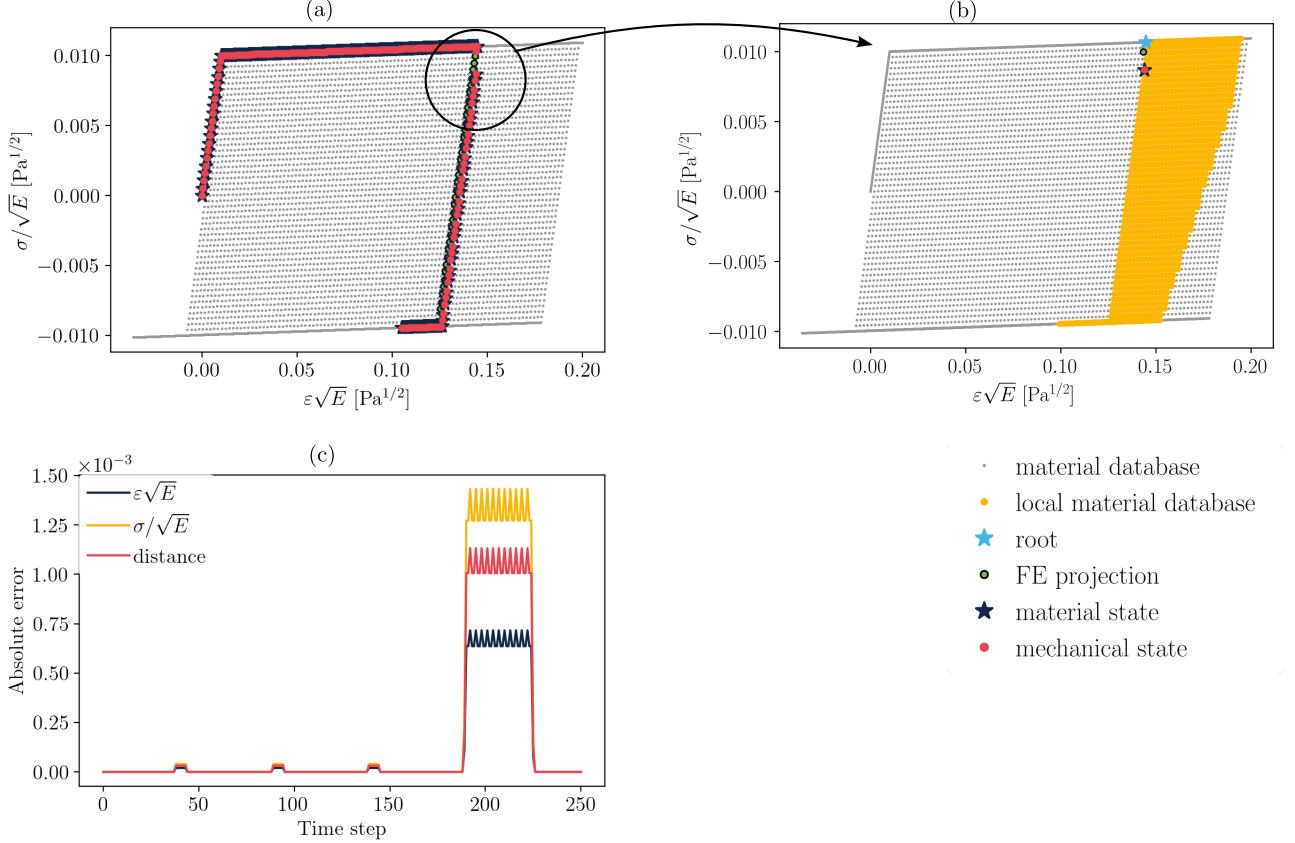 (a)
0.010
0.005
0.000
−0.005
−0.010
σ/√E [Pa^{1/2}]
0.00 0.05 0.10 0.15 0.20
ε√E [Pa^{1/2}]
(b)
0.010
0.005
0.000
−0.005
−0.010
σ/√E [Pa^{1/2}]
0.00 0.05 0.10 0.15 0.20
ε√E [Pa^{1/2}]
(c)
×10^{−3}
1.50
1.25
1.00
0.75
0.50
0.25
0.00
Absolute error
ε√E
σ/√E
distance
0 50 100 150 200 250
Time step
material database
local material database
root
FE projection
material state
mechanical state